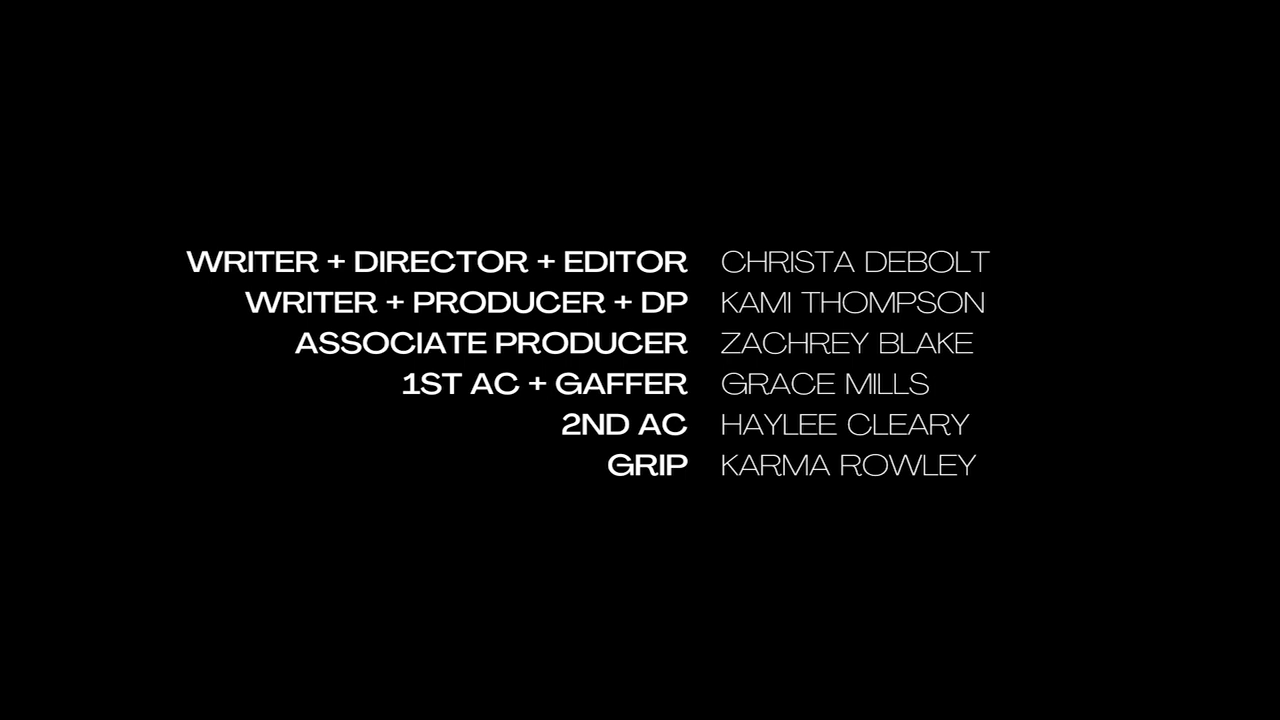 WRITER + DIRECTOR + EDITOR CHRISTA DEBOLT
WRITER + PRODUCER + DP KAMI THOMPSON
ASSOCIATE PRODUCER ZACHREY BLAKE
1ST AC + GAFFER GRACE MILLS
2ND AC HAYLEE CLEARY
GRIP KARMA ROWLEY